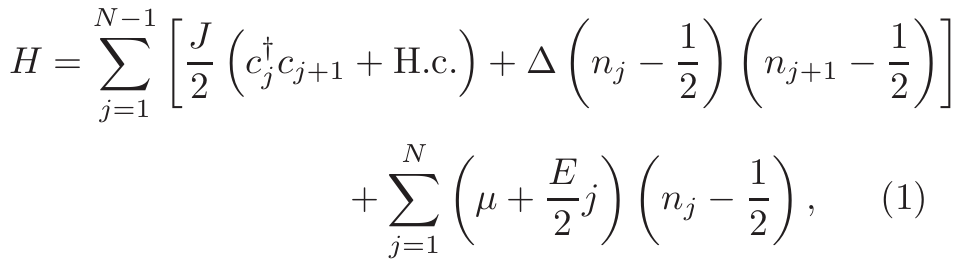 H = \sum_{j=1}^{N-1} \left[ \frac{J}{2} \left( c_j^\dagger c_{j+1} + \text{H.c.} \right) + \Delta \left( n_j - \frac{1}{2} \right) \left( n_{j+1} - \frac{1}{2} \right) \right]
+ \sum_{j=1}^{N} \left( \mu + \frac{E}{2} j \right) \left( n_j - \frac{1}{2} \right), (1)